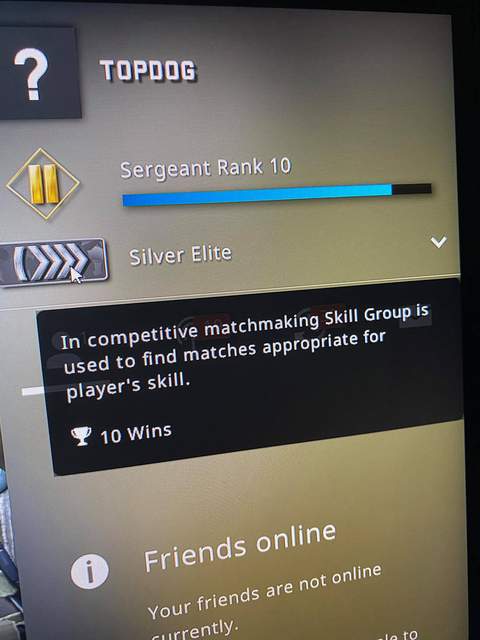 ?
TOPDOG
Sergeant Rank 10
Silver Elite
In competitive matchmaking Skill Group is
used to find matches appropriate for
player's skill.
10 Wins
i
Friends online
Your friends are not online
currently.
to